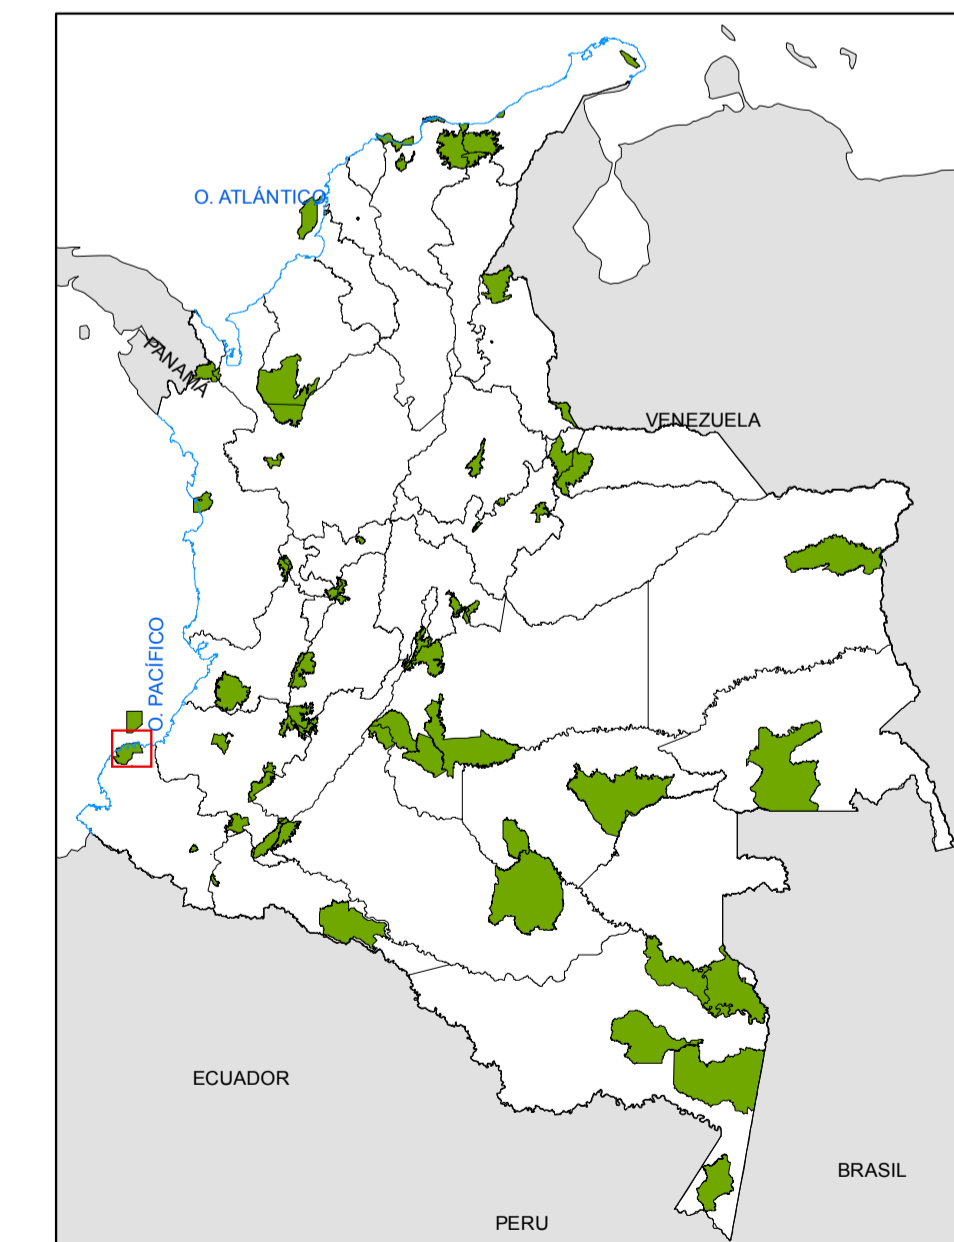 O. ATLÁNTICO
PANAMÁ
VENEZUELA
O. PACÍFICO
ECUADOR
BRASIL
PERU